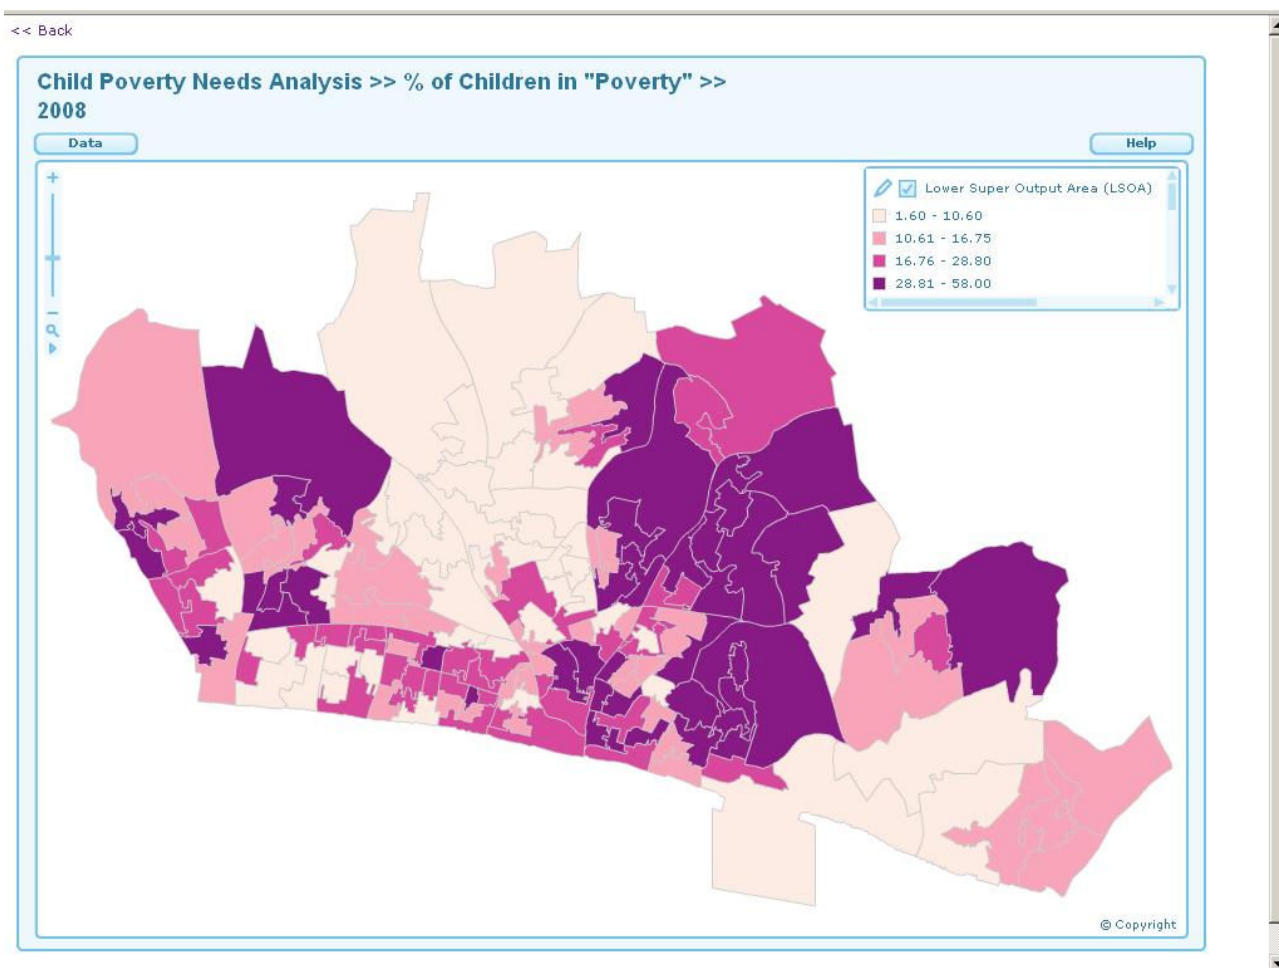 << Back
Child Poverty Needs Analysis >> % of Children in "Poverty" >>
2008
Data
Help
Lower Super Output Area (LSOA)
1.60 - 10.60
10.61 - 16.75
16.76 - 28.80
28.81 - 58.00
© Copyright